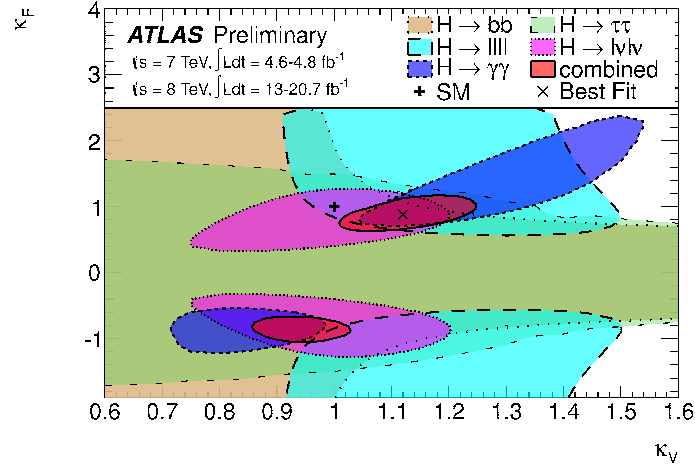 κF
4
3
2
1
0
-1
ATLAS Preliminary
√s = 7 TeV, ∫Ldt = 4.6-4.8 fb⁻¹
√s = 8 TeV, ∫Ldt = 13-20.7 fb⁻¹
H → bb
H → ττ
H → llll
H → lνlν
H → γγ
combined
SM
Best Fit
0.6 0.7 0.8 0.9 1 1.1 1.2 1.3 1.4 1.5 1.6
κV